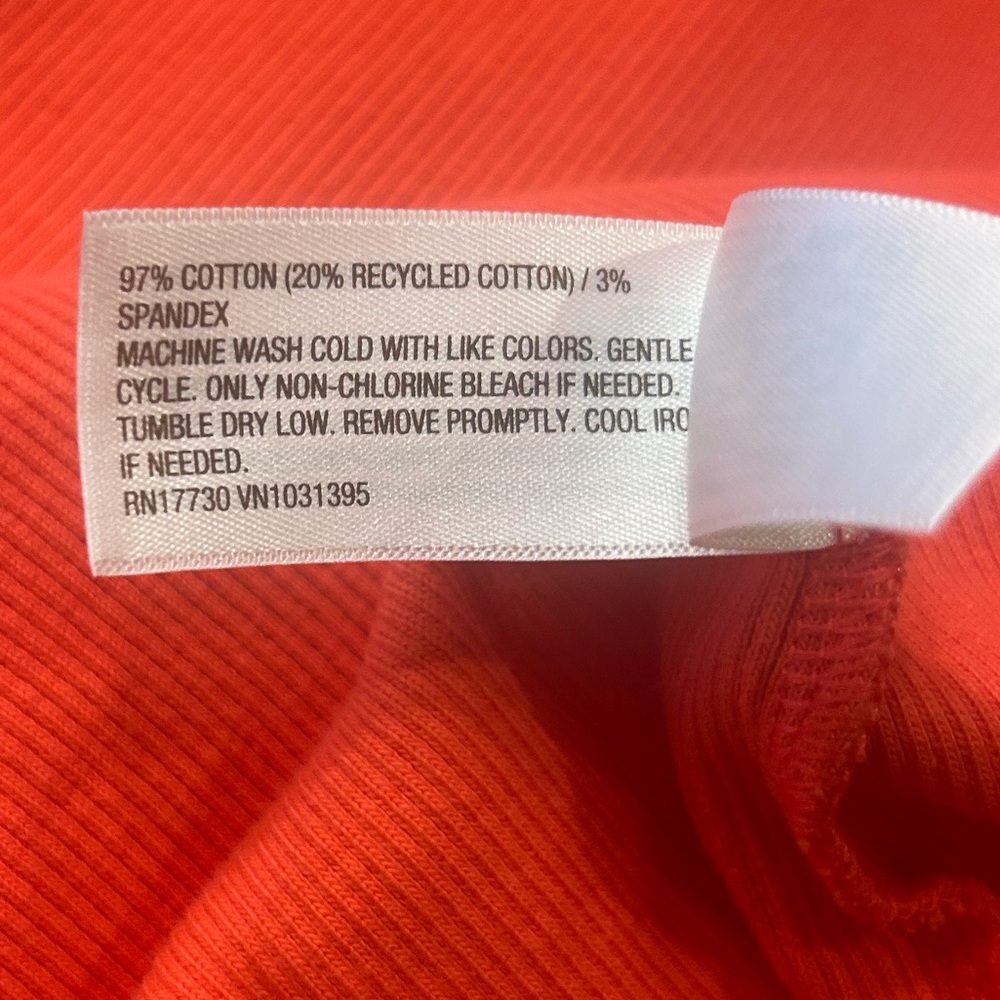 97% COTTON (20% RECYCLED COTTON) / 3%
SPANDEX
MACHINE WASH COLD WITH LIKE COLORS. GENTLE
CYCLE. ONLY NON-CHLORINE BLEACH IF NEEDED.
TUMBLE DRY LOW. REMOVE PROMPTLY. COOL IRO
IF NEEDED.
RN17730 VN1031395